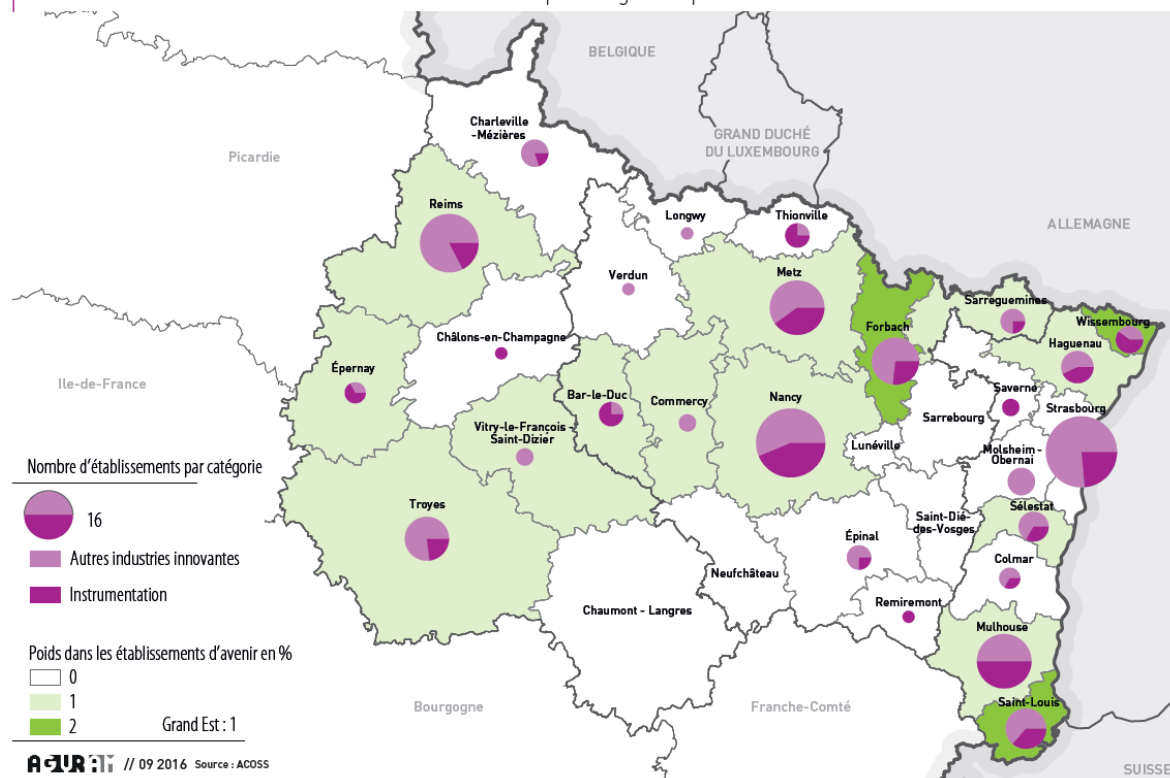 BELGIQUE
Charleville
-Mézières
GRAND DUCHÉ
DU LUXEMBOURG
Picardie
Reims
Longwy
Thionville
ALLEMAGNE
Verdun
Metz
Sarreguemines
Wissembourg
Forbach
Châlons-en-Champagne
Haguenau
Ile-de-France
Épernay
Bar-le-Duc
Commercy
Nancy
Saverne
Strasbourg
Sarrebourg
Vitry-le-François -
Saint-Dizier
Lunéville
Molsheim -
Obernai
Nombre d'établissements par catégorie
16
Autres industries innovantes
Instrumentation
Troyes
Sélestat
Saint-Dié-
des-Vosges
Épinal
Colmar
Neufchâteau
Remiremont
Chaumont - Langres
Mulhouse
Poids dans les établissements d'avenir en %
0
1
2
Grand Est : 1
Bourgogne
Franche-Comté
Saint-Louis
// 09 2016 Source : ACOSS
SUISSE